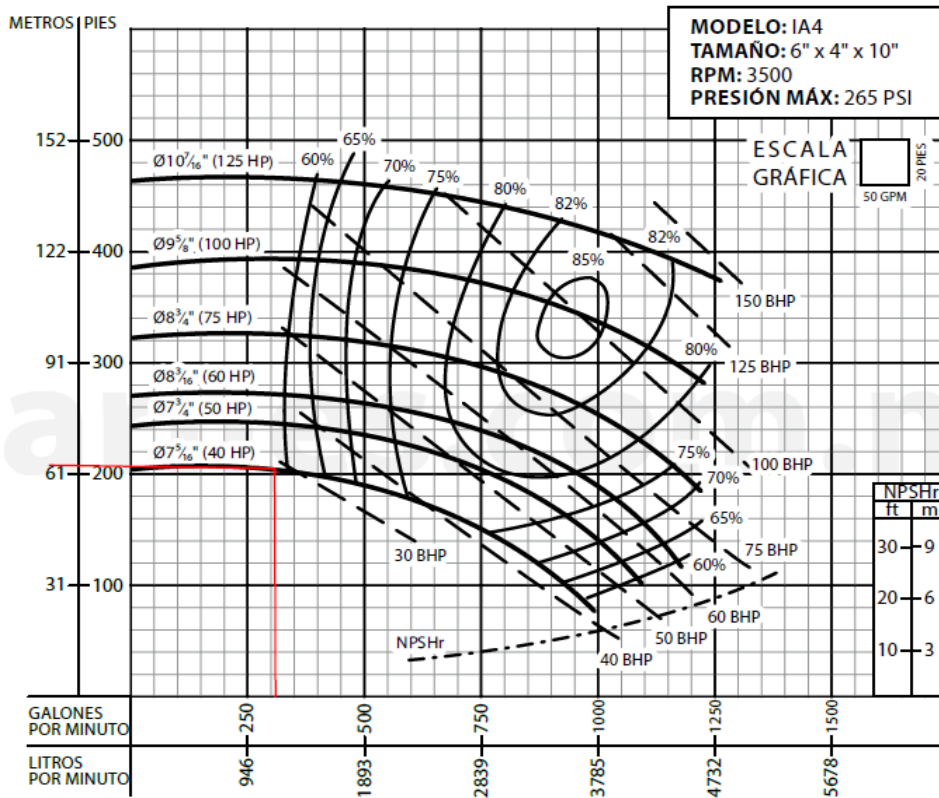 METROS PIES
MODELO: IA4
TAMAÑO: 6" x 4" x 10"
RPM: 3500
PRESIÓN MÁX: 265 PSI
152 500
ESCALA
GRÁFICA
20 PIES
50 GPM
Ø10⁷⁄₁₆" (125 HP)
60%
65%
70%
75%
80%
82%
82%
85%
122 400
Ø9⁵⁄₈" (100 HP)
150 BHP
Ø8³⁄₄" (75 HP)
80%
91 300
125 BHP
Ø8³⁄₁₆" (60 HP)
Ø7³⁄₄" (50 HP)
Ø7⁵⁄₁₆" (40 HP)
75%
100 BHP
61 200
70%
NPSHr
ft m
65%
30 BHP
75 BHP
30 9
60%
31 100
20 6
60 BHP
NPSHr
50 BHP
40 BHP
10 3
GALONES
POR MINUTO
250 500 750 1000 1250 1500
LITROS
POR MINUTO
946 1893 2839 3785 4732 5678